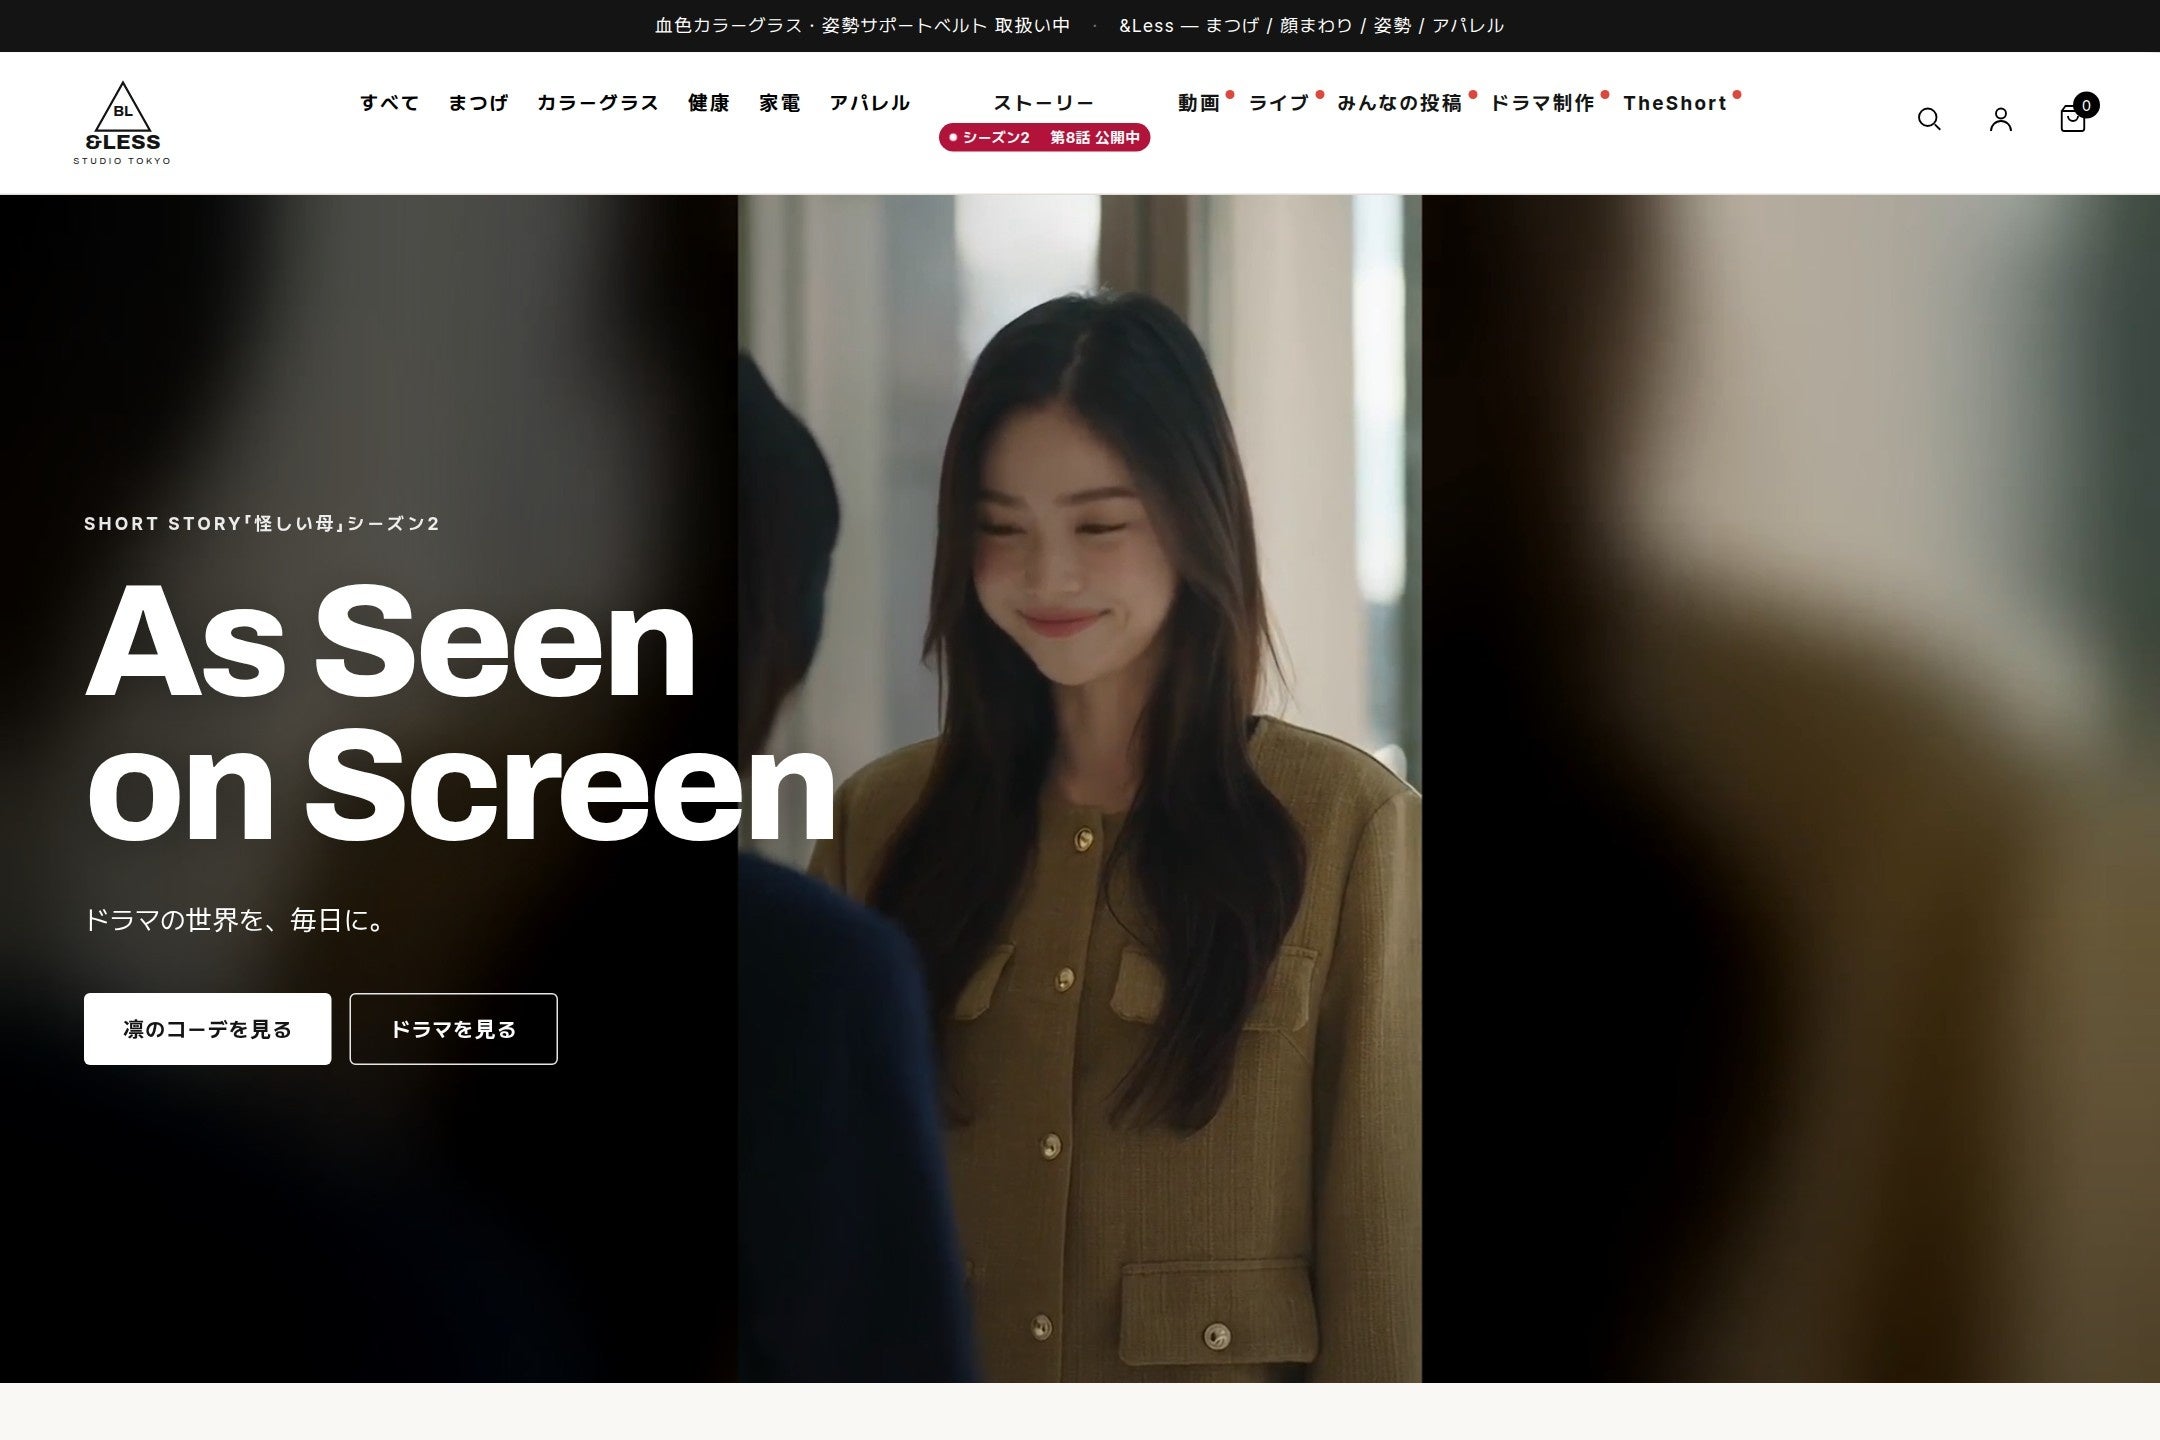 血色カラーグラス・姿勢サポートベルト 取扱い中 · &Less — まつげ / 顔まわり / 姿勢 / アパレル
BL
&LESS
STUDIO TOKYO
すべて まつげ カラーグラス 健康 家電 アパレル ストーリー 動画 ライブ みんなの投稿 ドラマ制作 TheShort
シーズン2 第8話 公開中
0
SHORT STORY「怪しい母」シーズン2
As Seen
on Screen
ドラマの世界を、毎日に。
凛のコーデを見る
ドラマを見る